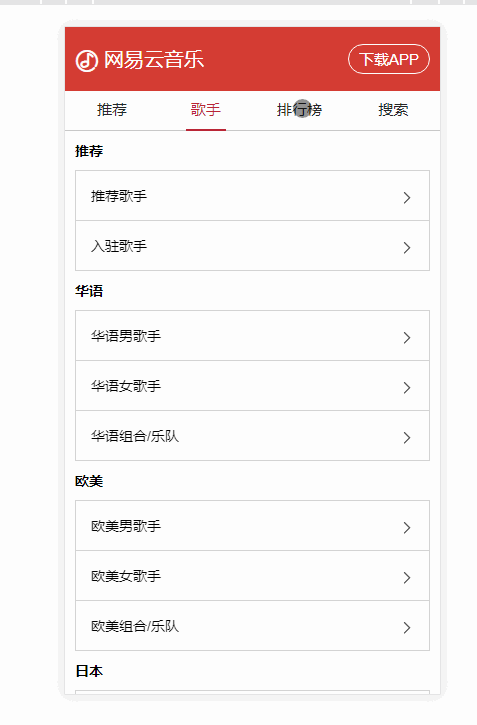 网易云音乐 下载APP
推荐 歌手 排行榜 搜索
推荐
推荐歌手
入驻歌手
华语
华语男歌手
华语女歌手
华语组合/乐队
欧美
欧美男歌手
欧美女歌手
欧美组合/乐队
日本